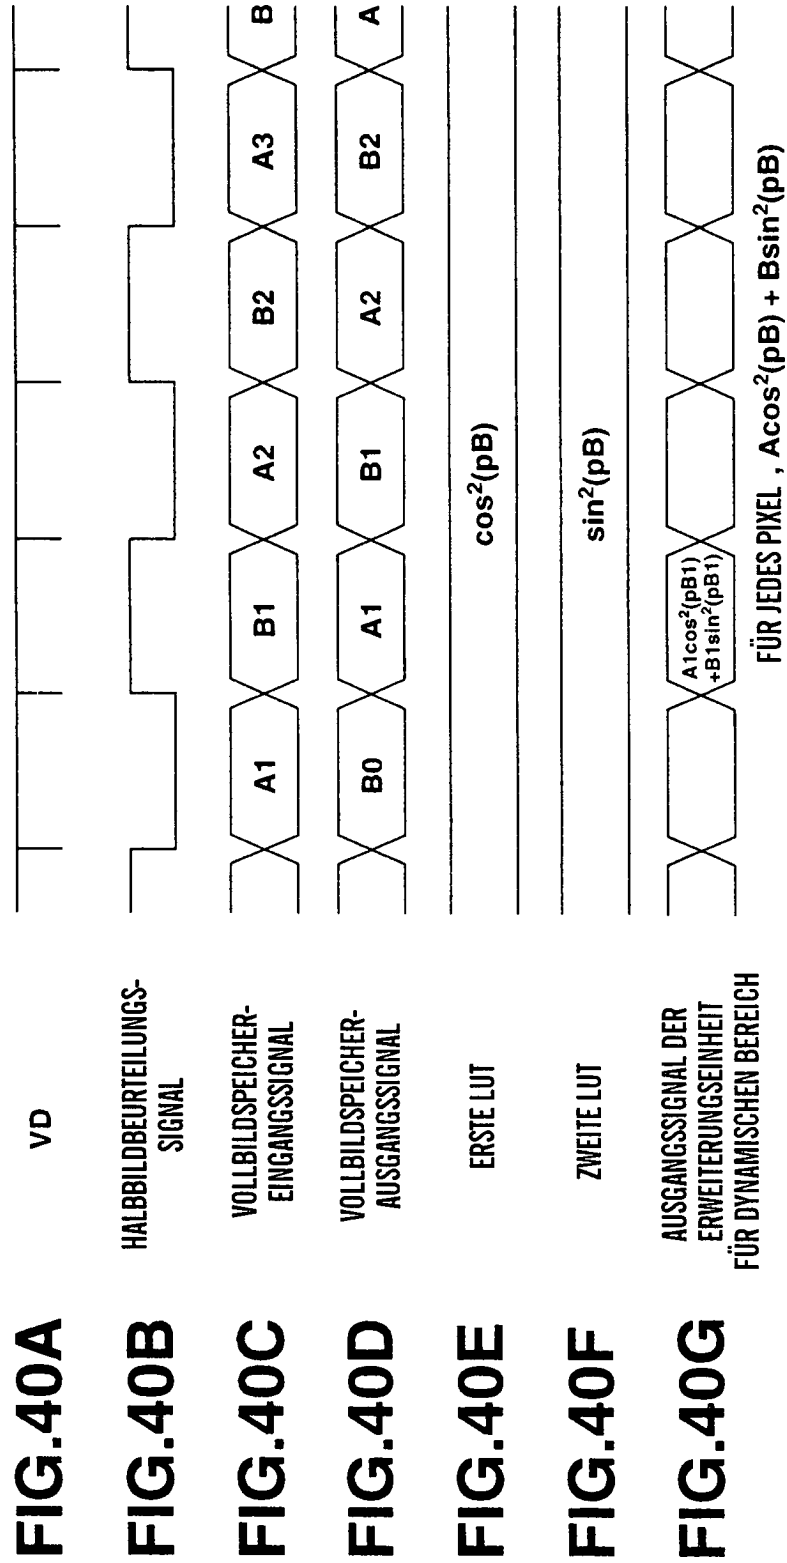 FIG.40A
VD
FIG.40B
HALBBILDBEURTEILUNGS-
SIGNAL
FIG.40C
VOLLBILDSPEICHER-
EINGANGSSIGNAL
A1
B1
A2
B2
A3
B
FIG.40D
VOLLBILDSPEICHER-
AUSGANGSSIGNAL
B0
A1
B1
A2
B2
A
FIG.40E
ERSTE LUT
cos²(pB)
FIG.40F
ZWEITE LUT
sin²(pB)
FIG.40G
AUSGANGSSIGNAL DER
ERWEITERUNGSEINHEIT
FÜR DYNAMISCHEN BEREICH
A1cos²(pB1)
+B1sin²(pB1)
FÜR JEDES PIXEL , Acos²(pB) + Bsin²(pB)